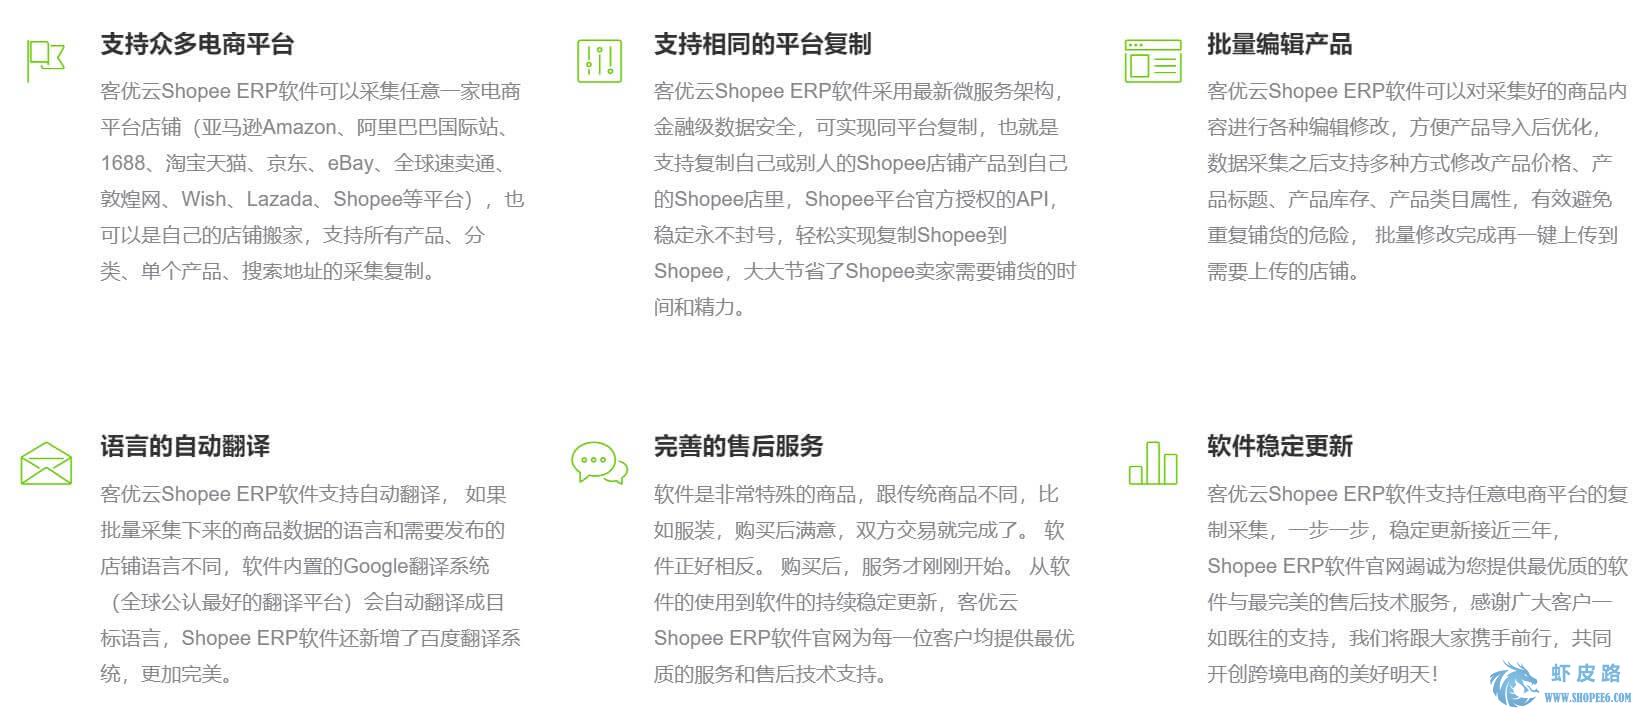 支持众多电商平台
客优云Shopee ERP软件可以采集任意一家电商
平台店铺（亚马逊Amazon、阿里巴巴国际站、
1688、淘宝天猫、京东、eBay、全球速卖通、
敦煌网、Wish、Lazada、Shopee等平台），也
可以是自己的店铺搬家，支持所有产品、分
类、单个产品、搜索地址的采集复制。
支持相同的平台复制
客优云Shopee ERP软件采用最新微服务架构，
金融级数据安全，可实现同平台复制，也就是
支持复制自己或别人的Shopee店铺产品到自己
的Shopee店里，Shopee平台官方授权的API，
稳定永不封号，轻松实现复制Shopee到
Shopee，大大节省了Shopee卖家需要铺货的时
间和精力。
批量编辑产品
客优云Shopee ERP软件可以对采集好的商品内
容进行各种编辑修改，方便产品导入后优化，
数据采集之后支持多种方式修改产品价格、产
品标题、产品库存、产品类目属性，有效避免
重复铺货的危险， 批量修改完成再一键上传到
需要上传的店铺。
语言的自动翻译
客优云Shopee ERP软件支持自动翻译， 如果
批量采集下来的商品数据的语言和需要发布的
店铺语言不同，软件内置的Google翻译系统
（全球公认最好的翻译平台）会自动翻译成目
标语言，Shopee ERP软件还新增了百度翻译系
统，更加完美。
完善的售后服务
软件是非常特殊的商品，跟传统商品不同，比
如服装，购买后满意，双方交易就完成了。 软
件正好相反。 购买后，服务才刚刚开始。 从软
件的使用到软件的持续稳定更新，客优云
Shopee ERP软件官网为每一位客户均提供最优
质的服务和售后技术支持。
软件稳定更新
客优云Shopee ERP软件支持任意电商平台的复
制采集，一步一步，稳定更新接近三年，
Shopee ERP软件官网竭诚为您提供最优质的软
件与最完美的售后技术服务，感谢广大客户一
如既往的支持，我们将跟大家携手前行，共同
开创跨境电商的美好明天！
虾皮路
WWW.SHOPEE6.COM